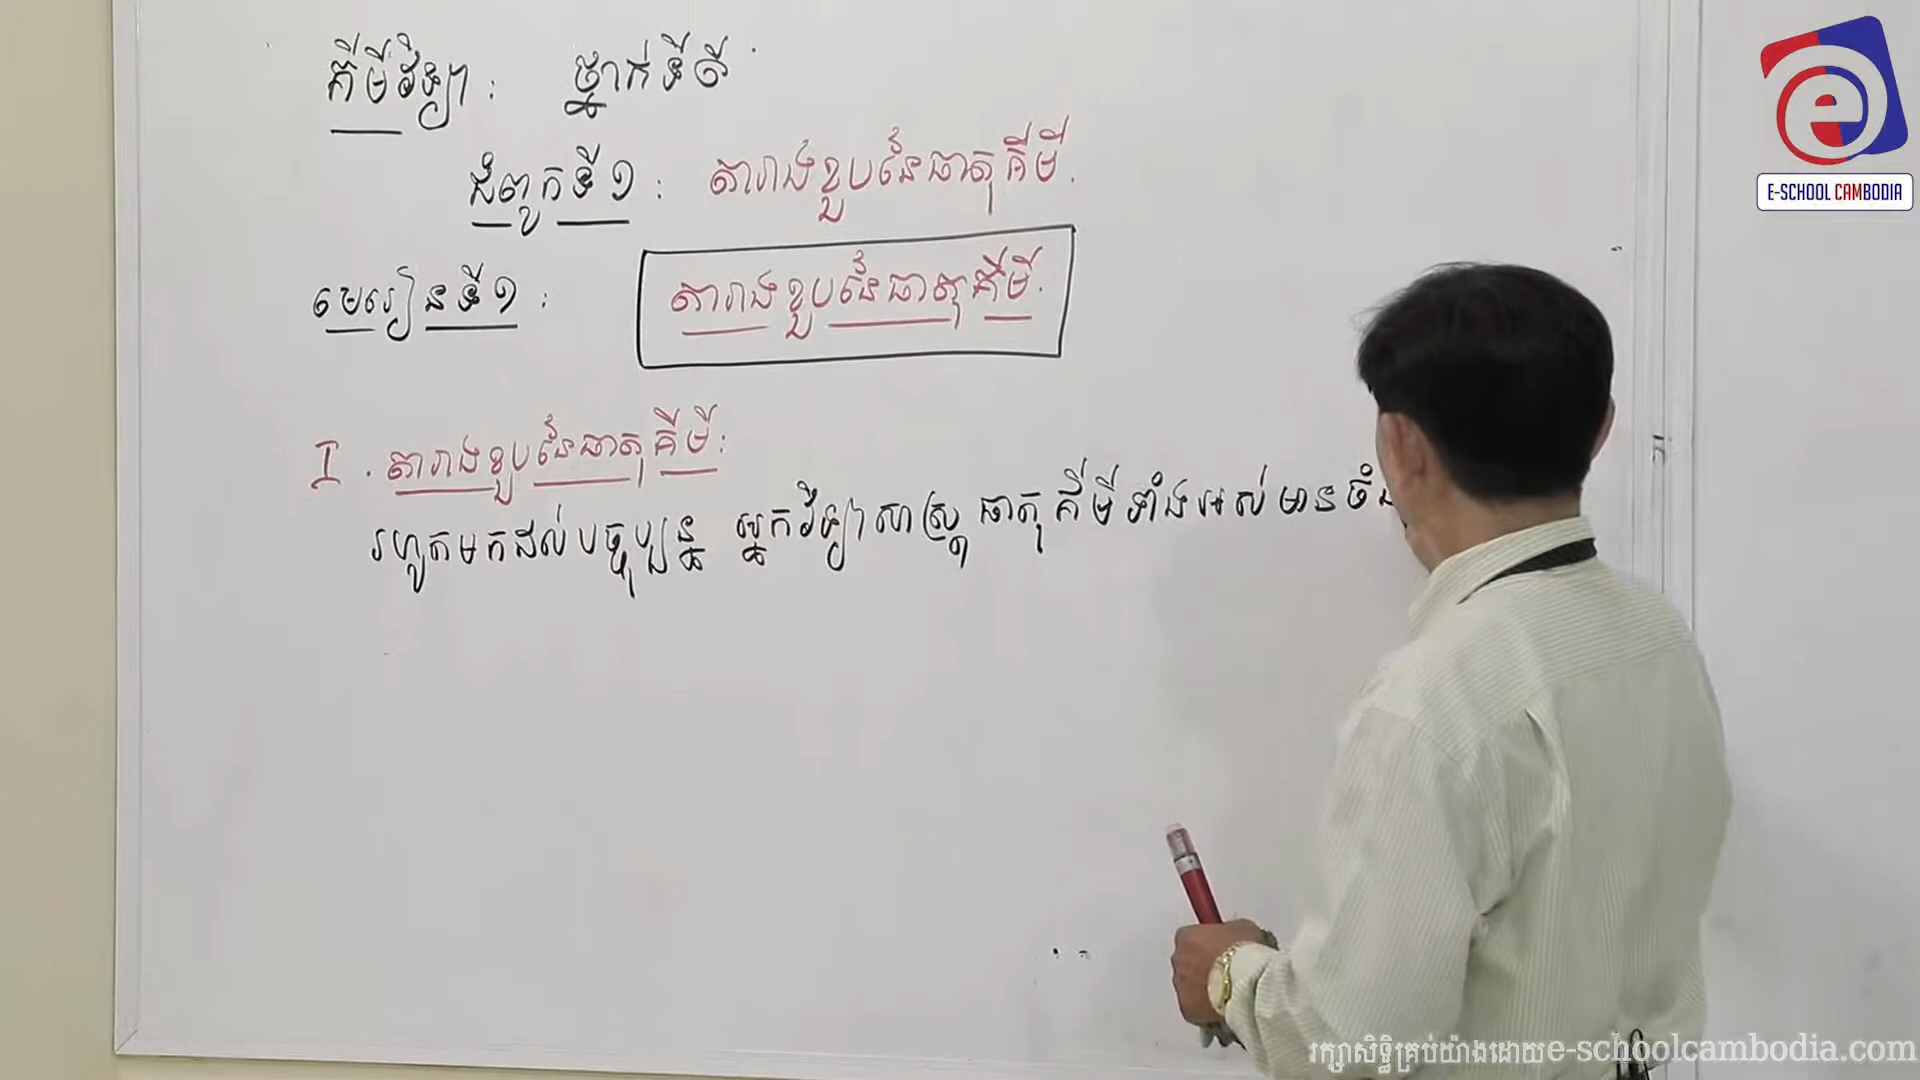 គីមីវិទ្យា : ថ្នាក់ទី៩
ជំពូកទី១ : តារាងខួបនៃធាតុគីមី.
មេរៀនទី១ : តារាងខួបនៃធាតុគីមី.
I. តារាងខួបនៃធាតុគីមី:
រហូតមកដល់បច្ចុប្បន្ន អ្នកវិទ្យាសាស្ត្រ ធាតុគីមីទាំងអស់មានចំ
e
E-SCHOOL CAMBODIA
រក្សាសិទ្ធិគ្រប់យ៉ាងដោយe-schoolcambodia.com